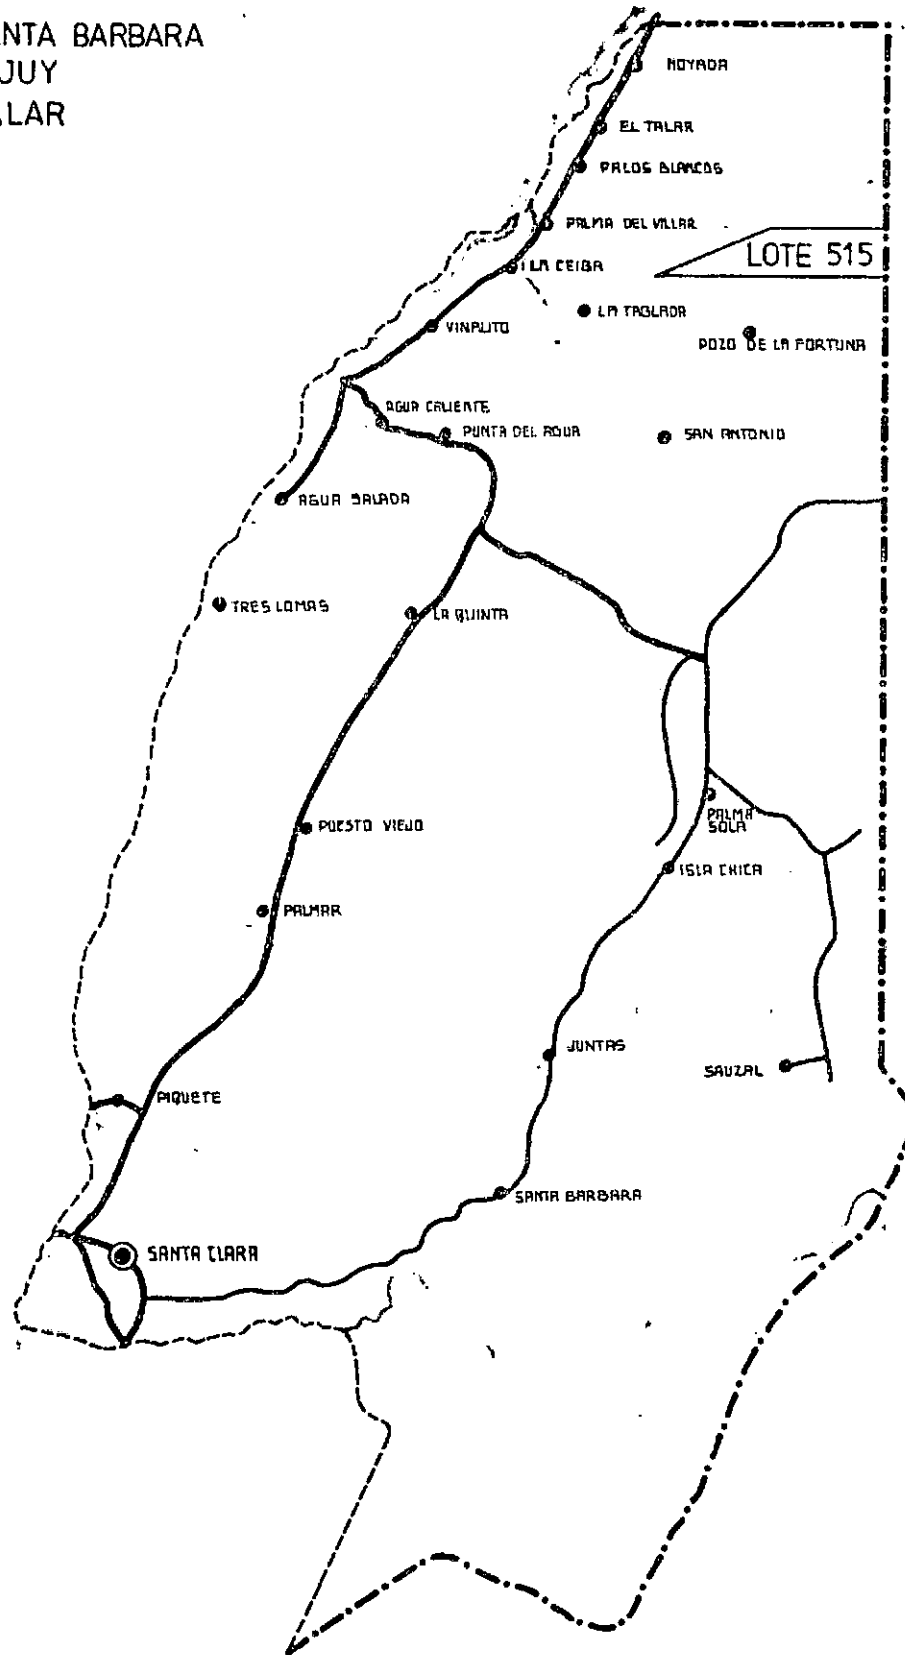 NTA BARBARA
JUY
LAR
HOYADA
EL TALAR
PALOS BLANCOS
PALMA DEL VILLAR
LOTE 515
LA CEIBA
LA TABLADA
VINALITO
POZO DE LA FORTUNA
AGUA CALIENTE
PUNTA DEL AGUA
SAN ANTONIO
AGUA SALADA
TRES LOMAS
LA QUINTA
PALMA
SOLA
PUESTO VIEJO
ISLA CHICA
PALMAR
JUNTAS
SAUZAL
PIQUETE
SANTA BARBARA
SANTA CLARA